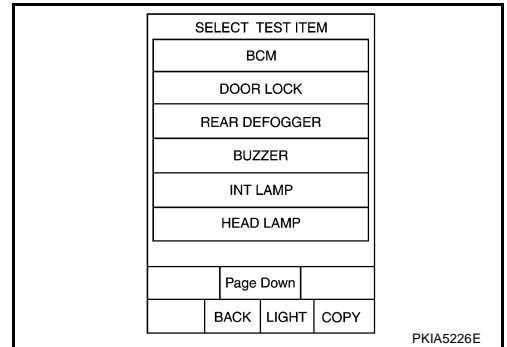 SELECT TEST ITEM
BCM
DOOR LOCK
REAR DEFOGGER
BUZZER
INT LAMP
HEAD LAMP
Page Down
BACK LIGHT COPY
PKIA5226E